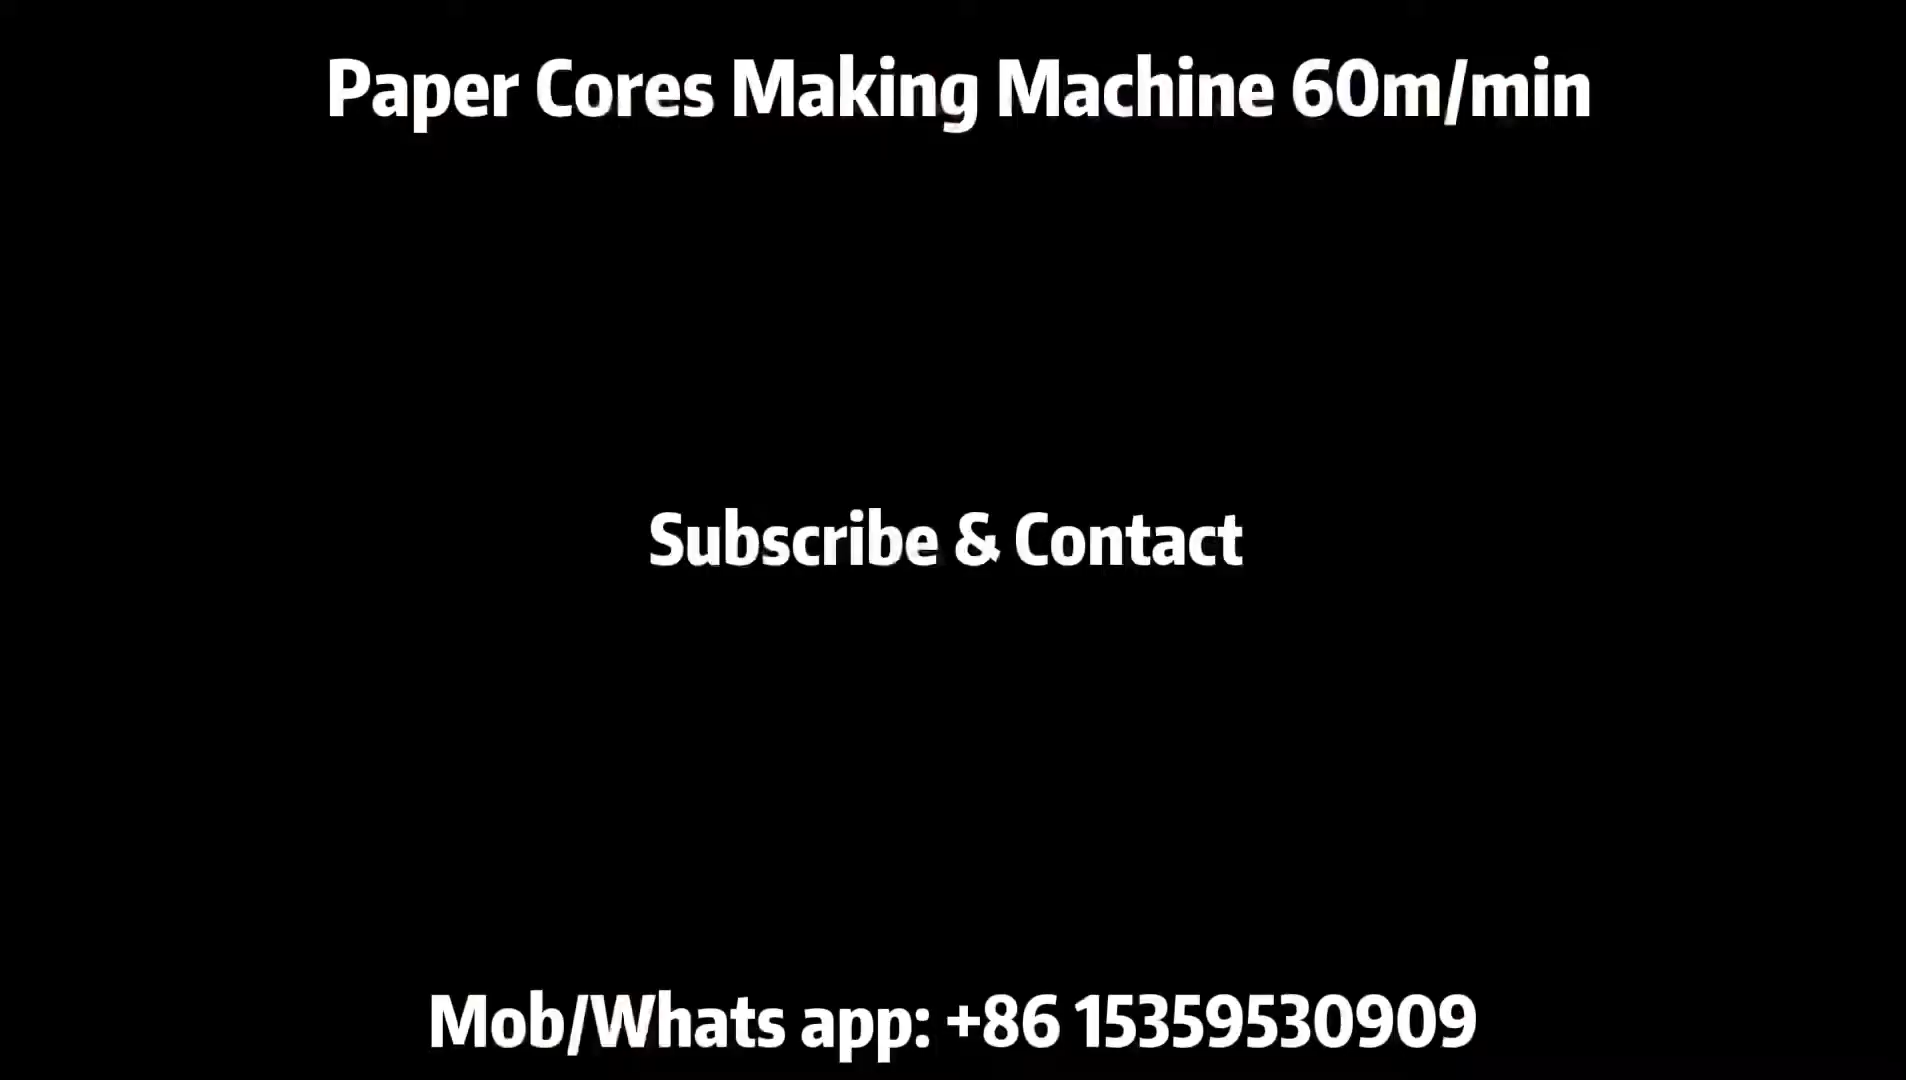 Paper Cores Making Machine 60m/min
Subscribe & Contact
Mob/Whats app: +86 15359530909